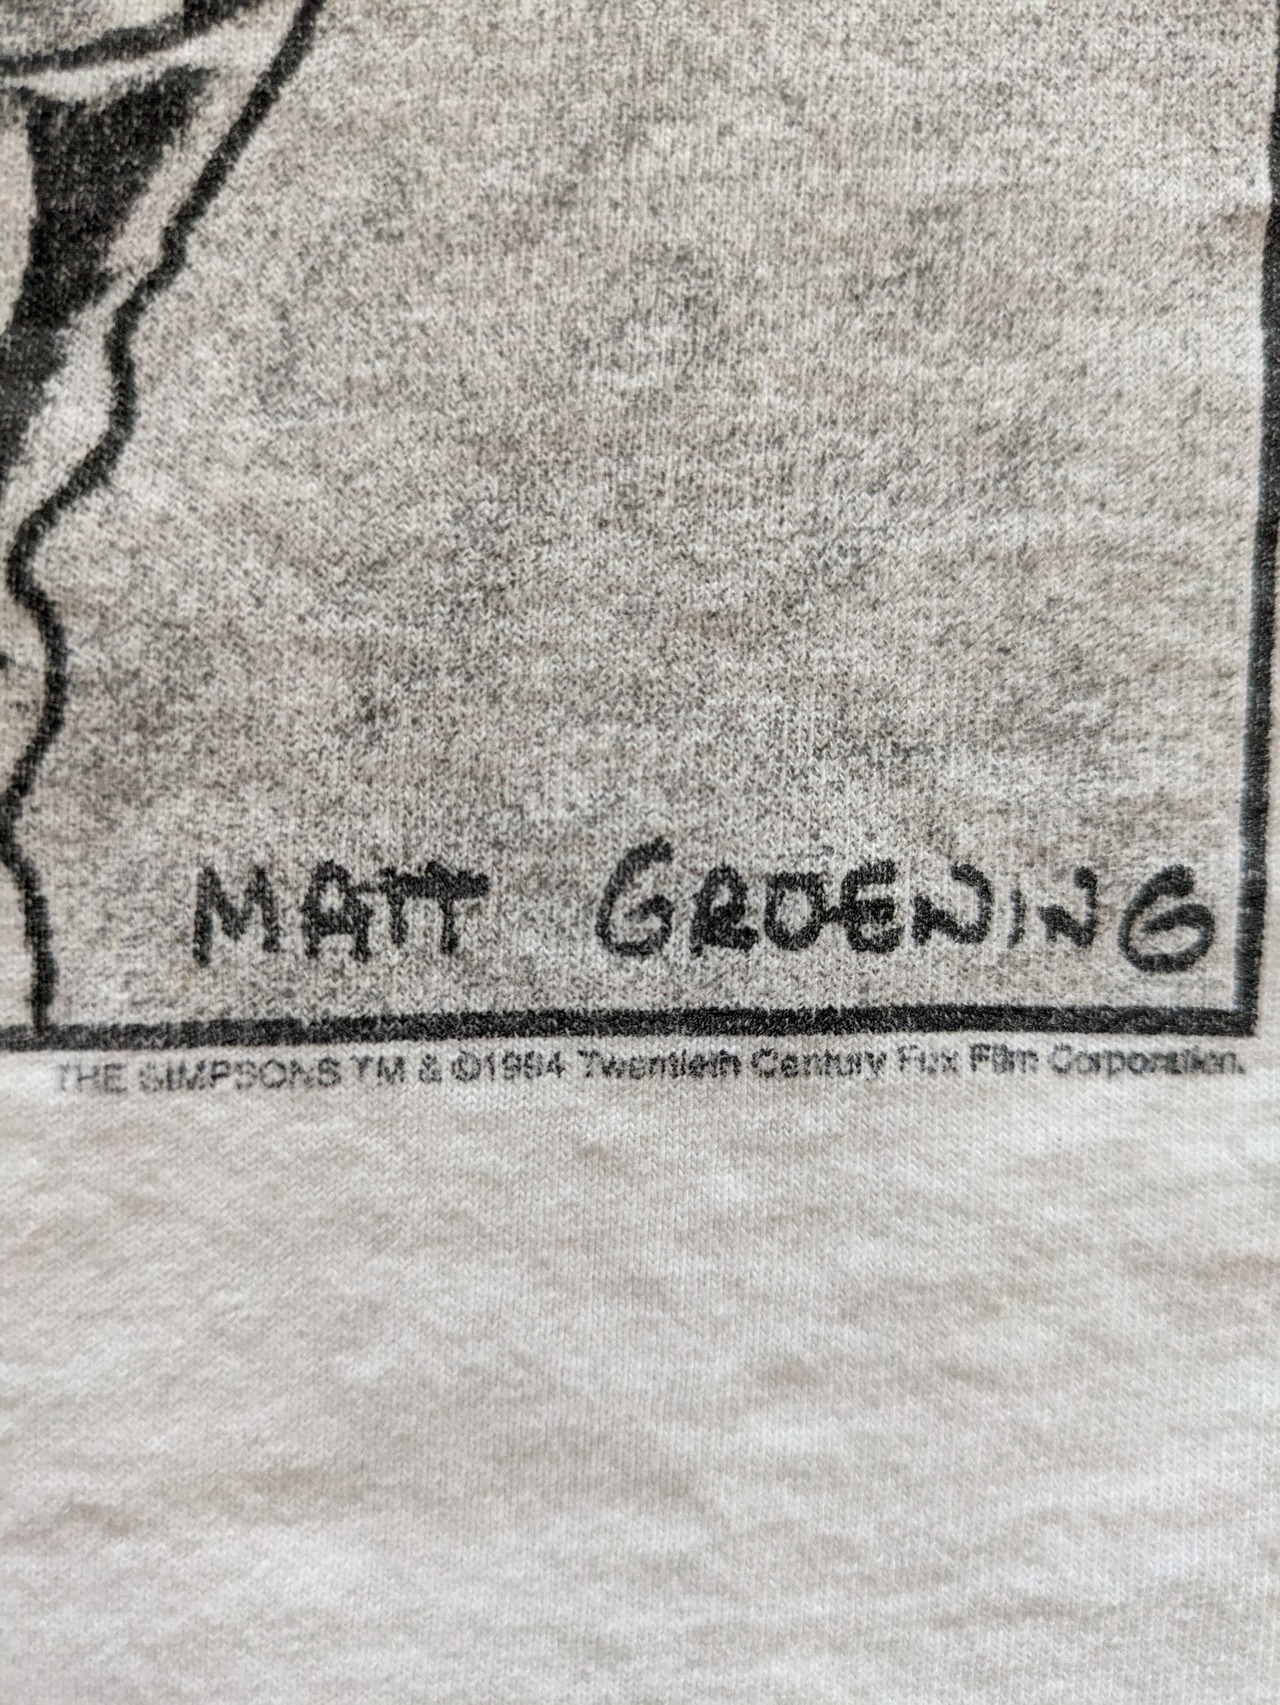 MATT GROENING
THE SIMPSONS TM & ©1994 Twentieth Century Fox Film Corporation.